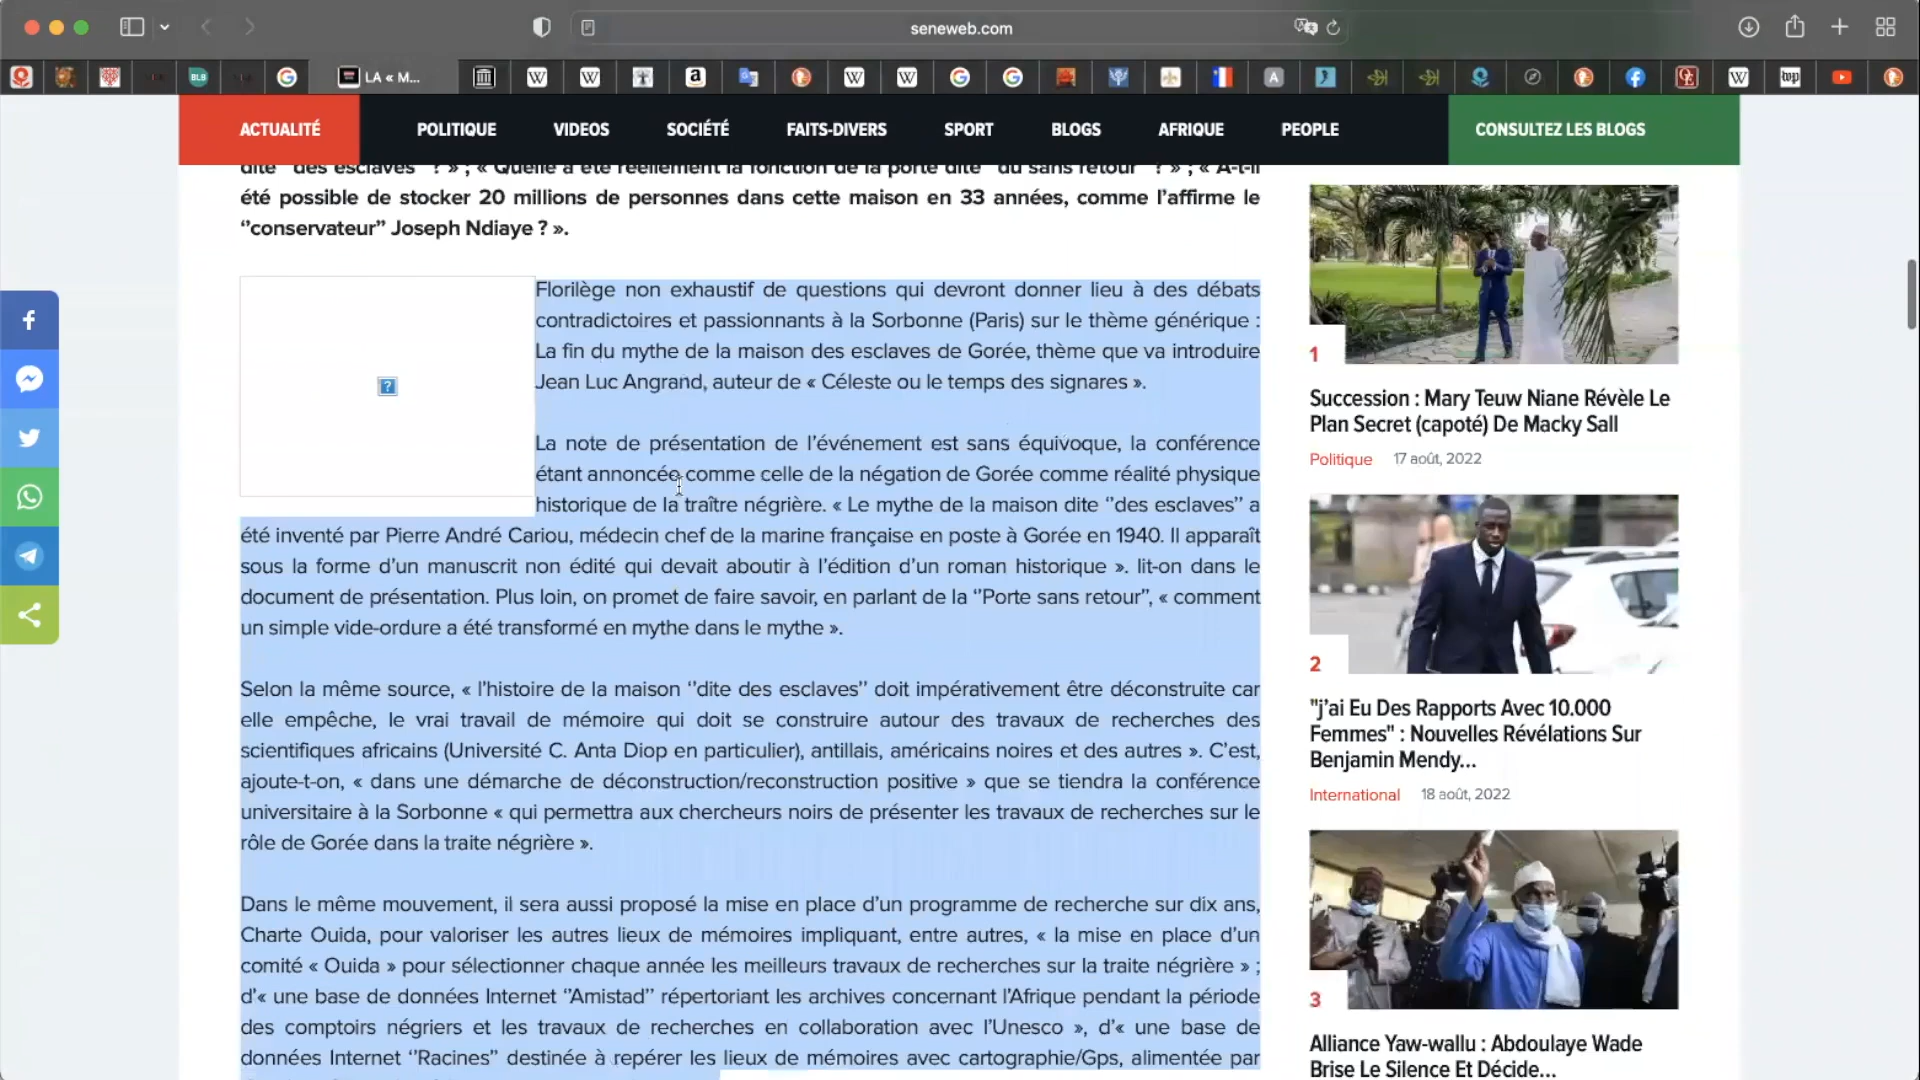 seneweb.com
BLB
LA « M...
ACTUALITÉ
POLITIQUE
VIDEOS
SOCIÉTÉ
FAITS-DIVERS
SPORT
BLOGS
AFRIQUE
PEOPLE
CONSULTEZ LES BLOGS
dite ‘‘des esclaves’’ ? » ; « Quelle a été réellement la fonction de la porte dite ‘‘du sans retour’’ ? » ; « A-t-il
été possible de stocker 20 millions de personnes dans cette maison en 33 années, comme l’affirme le
‘’conservateur’’ Joseph Ndiaye ? ».
Florilège non exhaustif de questions qui devront donner lieu à des débats
contradictoires et passionnants à la Sorbonne (Paris) sur le thème générique :
La fin du mythe de la maison des esclaves de Gorée, thème que va introduire
Jean Luc Angrand, auteur de « Céleste ou le temps des signares ».
La note de présentation de l’événement est sans équivoque, la conférence
étant annoncée comme celle de la négation de Gorée comme réalité physique
historique de la traître négrière. « Le mythe de la maison dite ‘’des esclaves’’ a
été inventé par Pierre André Cariou, médecin chef de la marine française en poste à Gorée en 1940. Il apparaît
sous la forme d’un manuscrit non édité qui devait aboutir à l’édition d’un roman historique ». lit-on dans le
document de présentation. Plus loin, on promet de faire savoir, en parlant de la ‘’Porte sans retour’’, « comment
un simple vide-ordure a été transformé en mythe dans le mythe ».
Selon la même source, « l’histoire de la maison ‘’dite des esclaves’’ doit impérativement être déconstruite car
elle empêche, le vrai travail de mémoire qui doit se construire autour des travaux de recherches des
scientifiques africains (Université C. Anta Diop en particulier), antillais, américains noires et des autres ». C’est,
ajoute-t-on, « dans une démarche de déconstruction/reconstruction positive » que se tiendra la conférence
universitaire à la Sorbonne « qui permettra aux chercheurs noirs de présenter les travaux de recherches sur le
rôle de Gorée dans la traite négrière ».
Dans le même mouvement, il sera aussi proposé la mise en place d’un programme de recherche sur dix ans,
Charte Ouida, pour valoriser les autres lieux de mémoires impliquant, entre autres, « la mise en place d’un
comité « Ouida » pour sélectionner chaque année les meilleurs travaux de recherches sur la traite négrière » ;
d’« une base de données Internet ‘’Amistad’’ répertoriant les archives concernant l’Afrique pendant la période
des comptoirs négriers et les travaux de recherches en collaboration avec l’Unesco », d’« une base de
données Internet ‘’Racines’’ destinée à repérer les lieux de mémoires avec cartographie/Gps, alimentée par
1
Succession : Mary Teuw Niane Révèle Le
Plan Secret (capoté) De Macky Sall
Politique 17 août, 2022
2
"j’ai Eu Des Rapports Avec 10.000
Femmes" : Nouvelles Révélations Sur
Benjamin Mendy...
International 18 août, 2022
3
Alliance Yaw-wallu : Abdoulaye Wade
Brise Le Silence Et Décide...